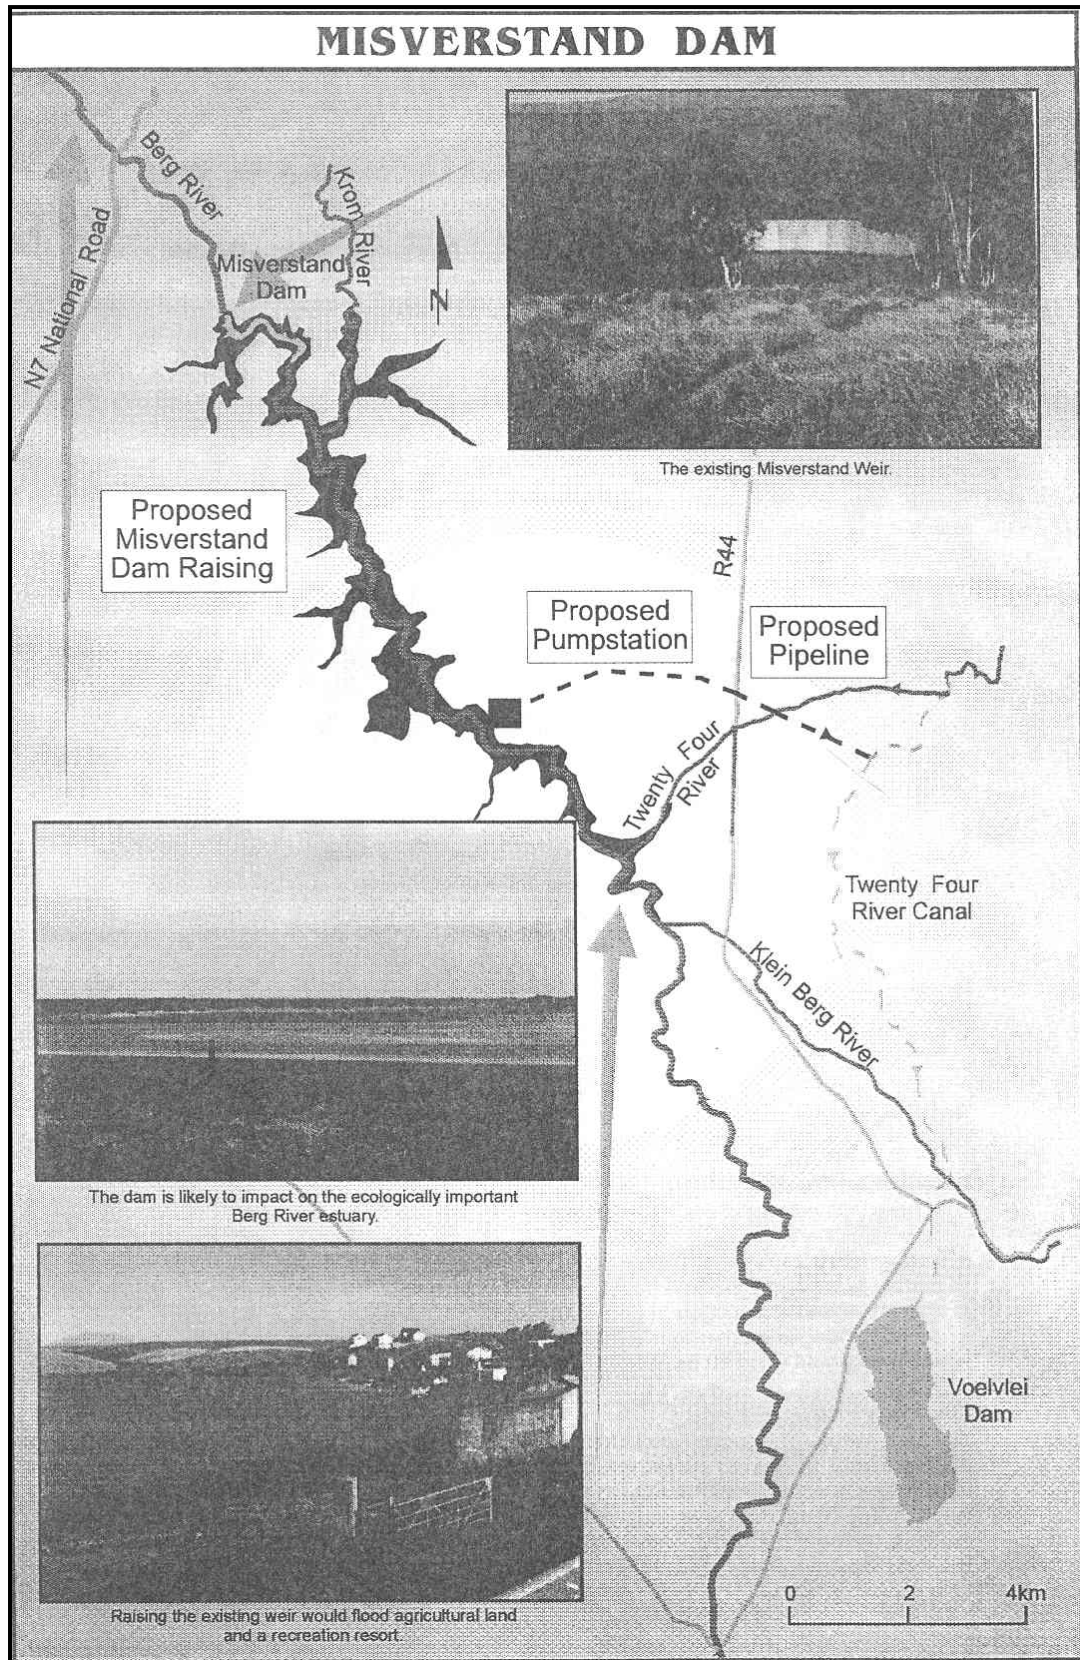 MISVERSTAND DAM
Berg River
Krom
River
N7 National Road
Misverstand
Dam
N
The existing Misverstand Weir.
Proposed
Misverstand
Dam Raising
R44
Proposed
Pumpstation
Proposed
Pipeline
Twenty Four
River
Twenty Four
River Canal
Klein Berg River
The dam is likely to impact on the ecologically important
Berg River estuary.
Voelvlei
Dam
0 2 4km
Raising the existing weir would flood agricultural land
and a recreation resort.